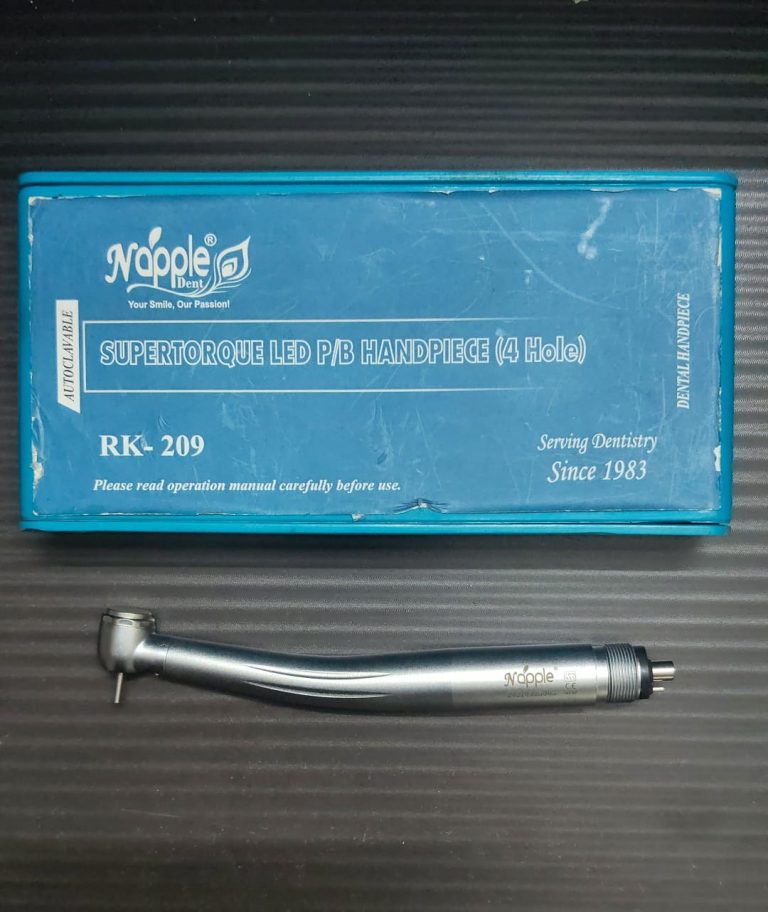 Napple®
Dent
Your Smile, Our Passion!
AUTOCLAVABLE
SUPERTORQUE LED P/B HANDPIECE (4 Hole)
DENTAL HANDPIECE
RK- 209
Serving Dentistry
Since 1983
Please read operation manual carefully before use.
Napple®
CE